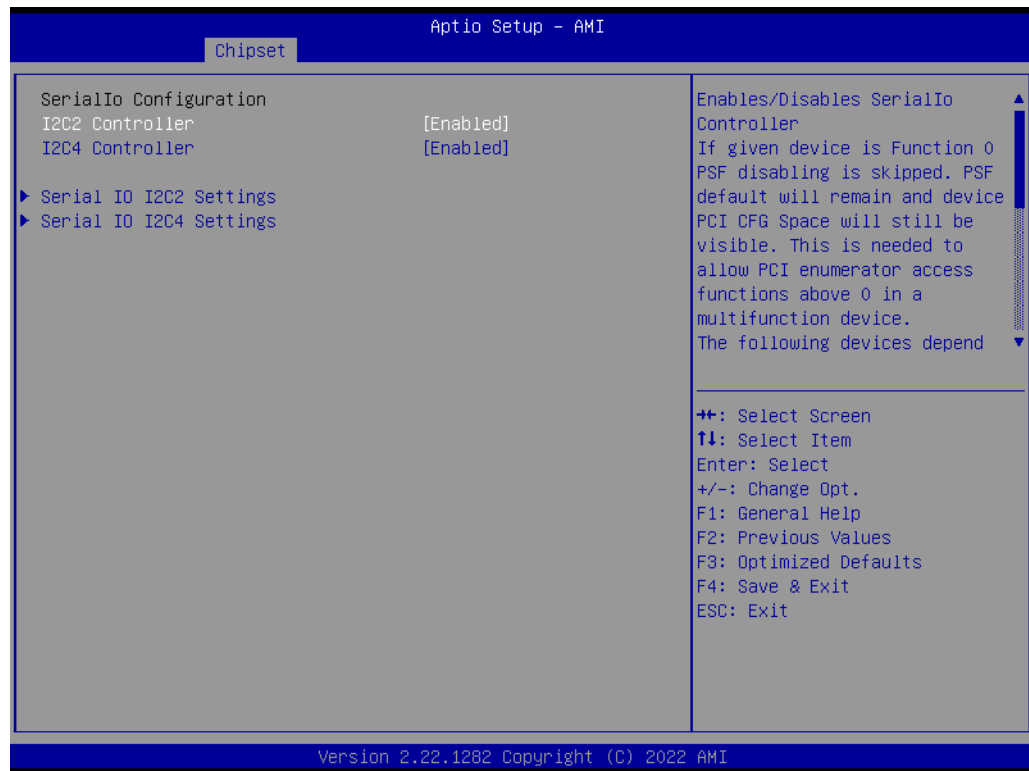 Aptio Setup – AMI
Chipset
SerialIo Configuration
I2C2 Controller [Enabled]
I2C4 Controller [Enabled]
Serial IO I2C2 Settings
Serial IO I2C4 Settings
Enables/Disables SerialIo
Controller
If given device is Function 0
PSF disabling is skipped. PSF
default will remain and device
PCI CFG Space will still be
visible. This is needed to
allow PCI enumerator access
functions above 0 in a
multifunction device.
The following devices depend
→←: Select Screen
↑↓: Select Item
Enter: Select
+/-: Change Opt.
F1: General Help
F2: Previous Values
F3: Optimized Defaults
F4: Save & Exit
ESC: Exit
Version 2.22.1282 Copyright (C) 2022 AMI